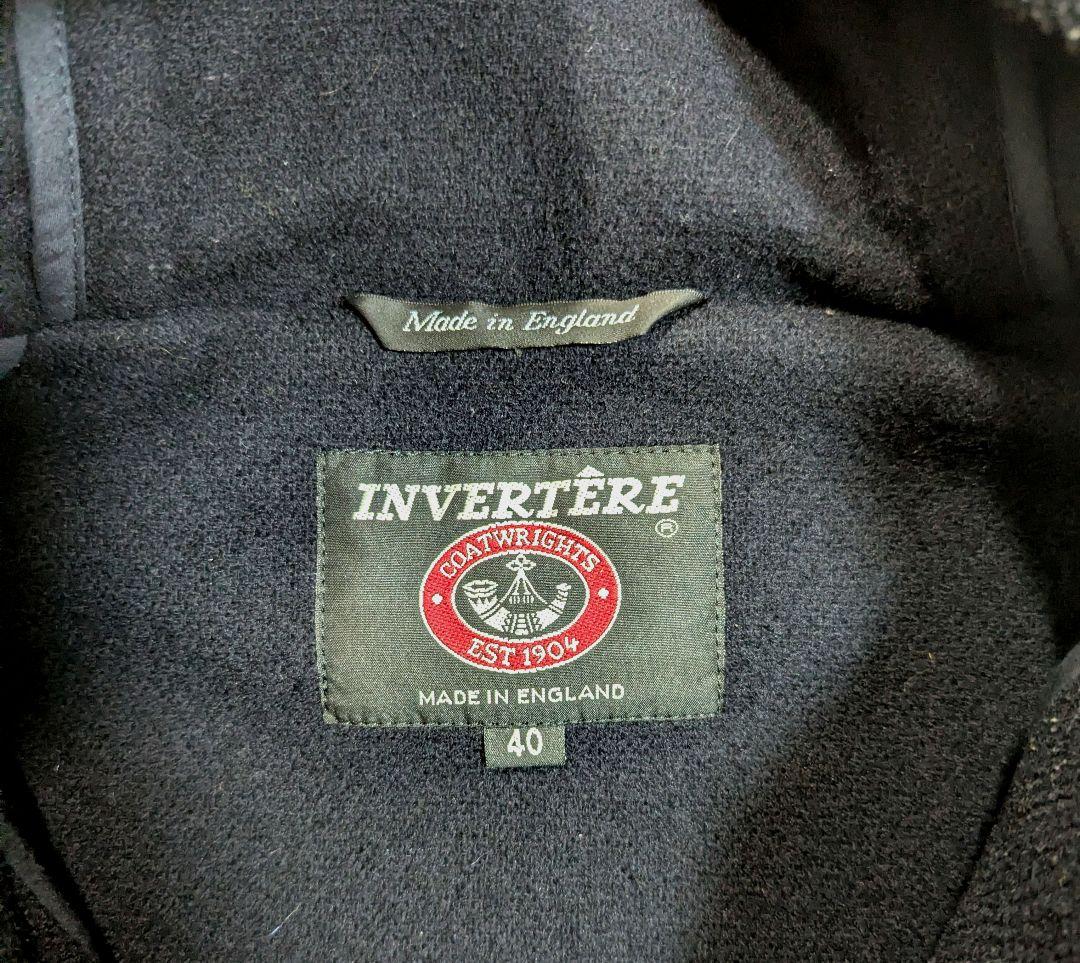 Made in England
INVERTÊRE
®
COATWRIGHTS
EST 1904
MADE IN ENGLAND
40